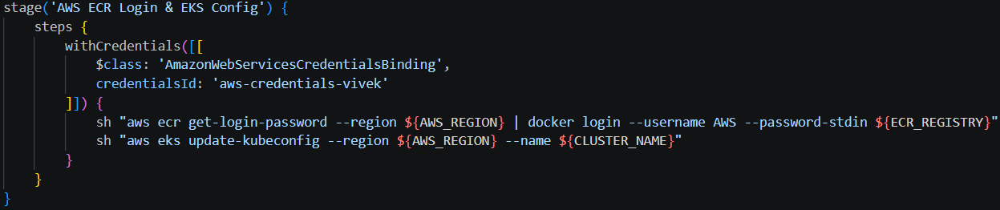 stage('AWS ECR Login & EKS Config') {
    steps {
        withCredentials([[
            $class: 'AmazonWebServicesCredentialsBinding',
            credentialsId: 'aws-credentials-vivek'
        ]]) {
            sh "aws ecr get-login-password --region ${AWS_REGION} | docker login --username AWS --password-stdin ${ECR_REGISTRY}"
            sh "aws eks update-kubeconfig --region ${AWS_REGION} --name ${CLUSTER_NAME}"
        }
    }
}